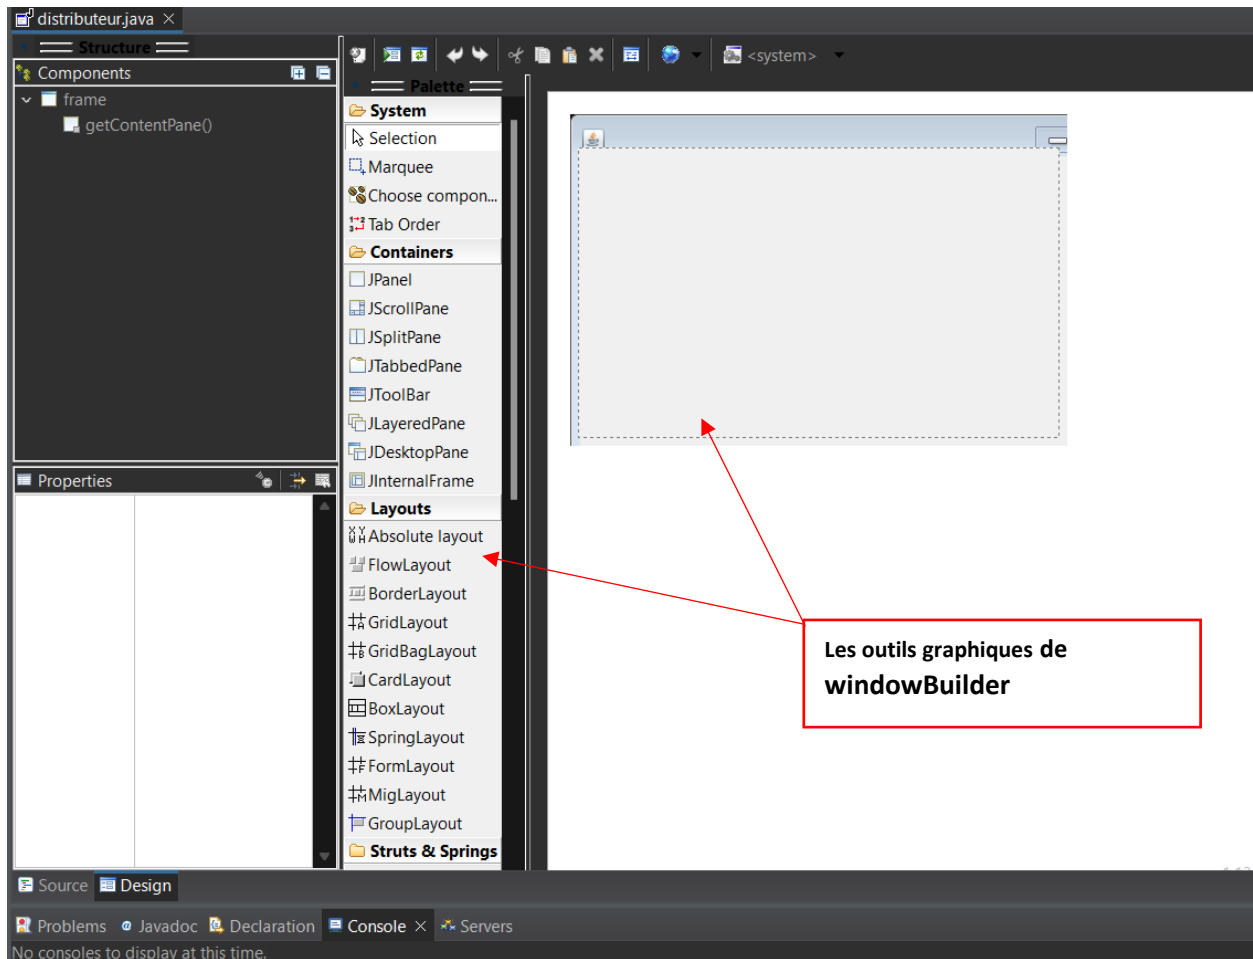 distributeur.java
Structure
Components
frame
getContentPane()
Properties
Palette
System
Selection
Marquee
Choose compon...
Tab Order
Containers
JPanel
JScrollPane
JSplitPane
JTabbedPane
JToolBar
JLayeredPane
JDesktopPane
JInternalFrame
Layouts
Absolute layout
FlowLayout
BorderLayout
GridLayout
GridBagLayout
CardLayout
BoxLayout
SpringLayout
FormLayout
MigLayout
GroupLayout
Struts & Springs
<system>
Les outils graphiques de
windowBuilder
Source
Design
Problems
Javadoc
Declaration
Console
Servers
No consoles to display at this time.